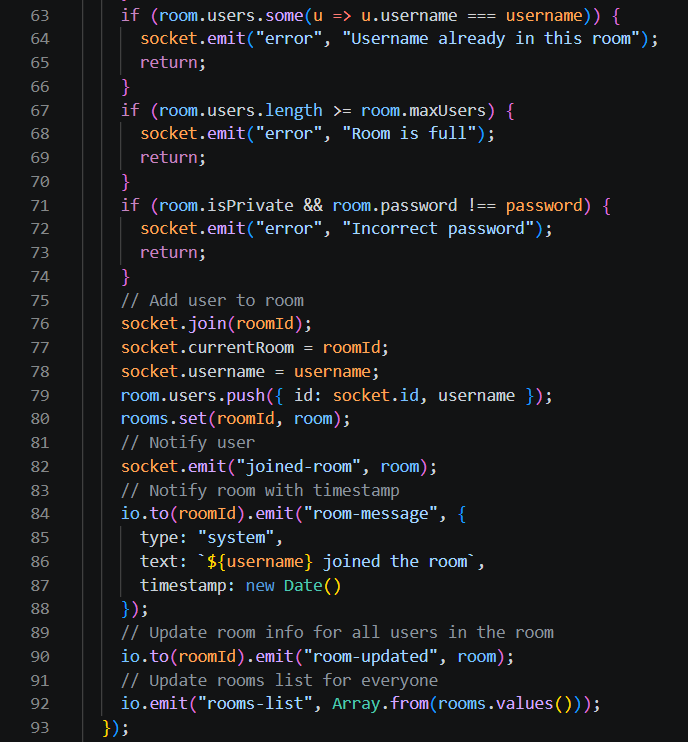 63 if (room.users.some(u => u.username === username)) {
64 socket.emit("error", "Username already in this room");
65 return;
66 }
67 if (room.users.length >= room.maxUsers) {
68 socket.emit("error", "Room is full");
69 return;
70 }
71 if (room.isPrivate && room.password !== password) {
72 socket.emit("error", "Incorrect password");
73 return;
74 }
75 // Add user to room
76 socket.join(roomId);
77 socket.currentRoom = roomId;
78 socket.username = username;
79 room.users.push({ id: socket.id, username });
80 rooms.set(roomId, room);
81 // Notify user
82 socket.emit("joined-room", room);
83 // Notify room with timestamp
84 io.to(roomId).emit("room-message", {
85 type: "system",
86 text: `${username} joined the room`,
87 timestamp: new Date()
88 });
89 // Update room info for all users in the room
90 io.to(roomId).emit("room-updated", room);
91 // Update rooms list for everyone
92 io.emit("rooms-list", Array.from(rooms.values()));
93 });